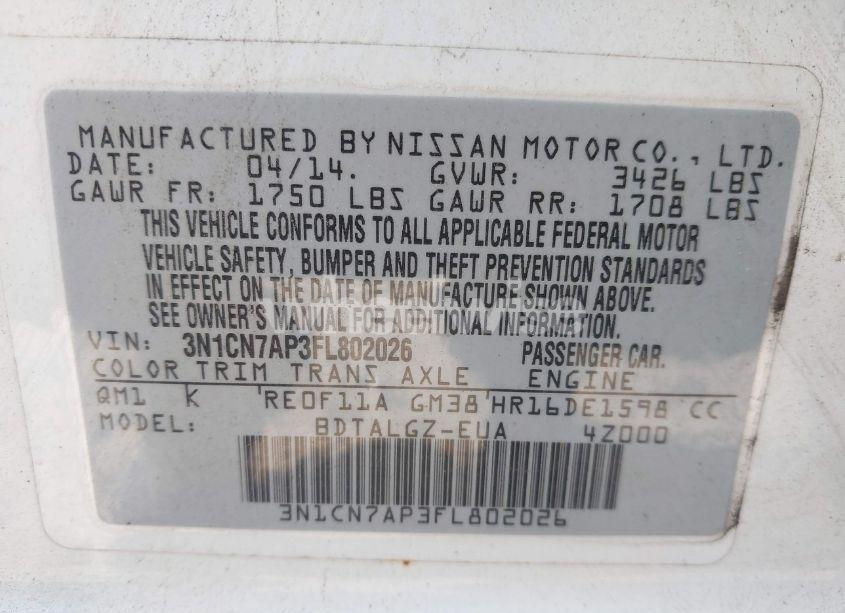 MANUFACTURED BY NISSAN MOTOR CO., LTD.
DATE: 04/14. GVWR: 3426 LBS
GAWR FR: 1750 LBS GAWR RR: 1708 LBS
THIS VEHICLE CONFORMS TO ALL APPLICABLE FEDERAL MOTOR
VEHICLE SAFETY, BUMPER AND THEFT PREVENTION STANDARDS
IN EFFECT ON THE DATE OF MANUFACTURE SHOWN ABOVE.
SEE OWNER'S MANUAL FOR ADDITIONAL INFORMATION.
VIN: 3N1CN7AP3FL802026 PASSENGER CAR.
COLOR TRIM TRANS AXLE ENGINE
QM1 K RE0F11A GM38 HR16DE1598 CC
MODEL: BDTALGZ-EUA 4Z000
3N1CN7AP3FL802026